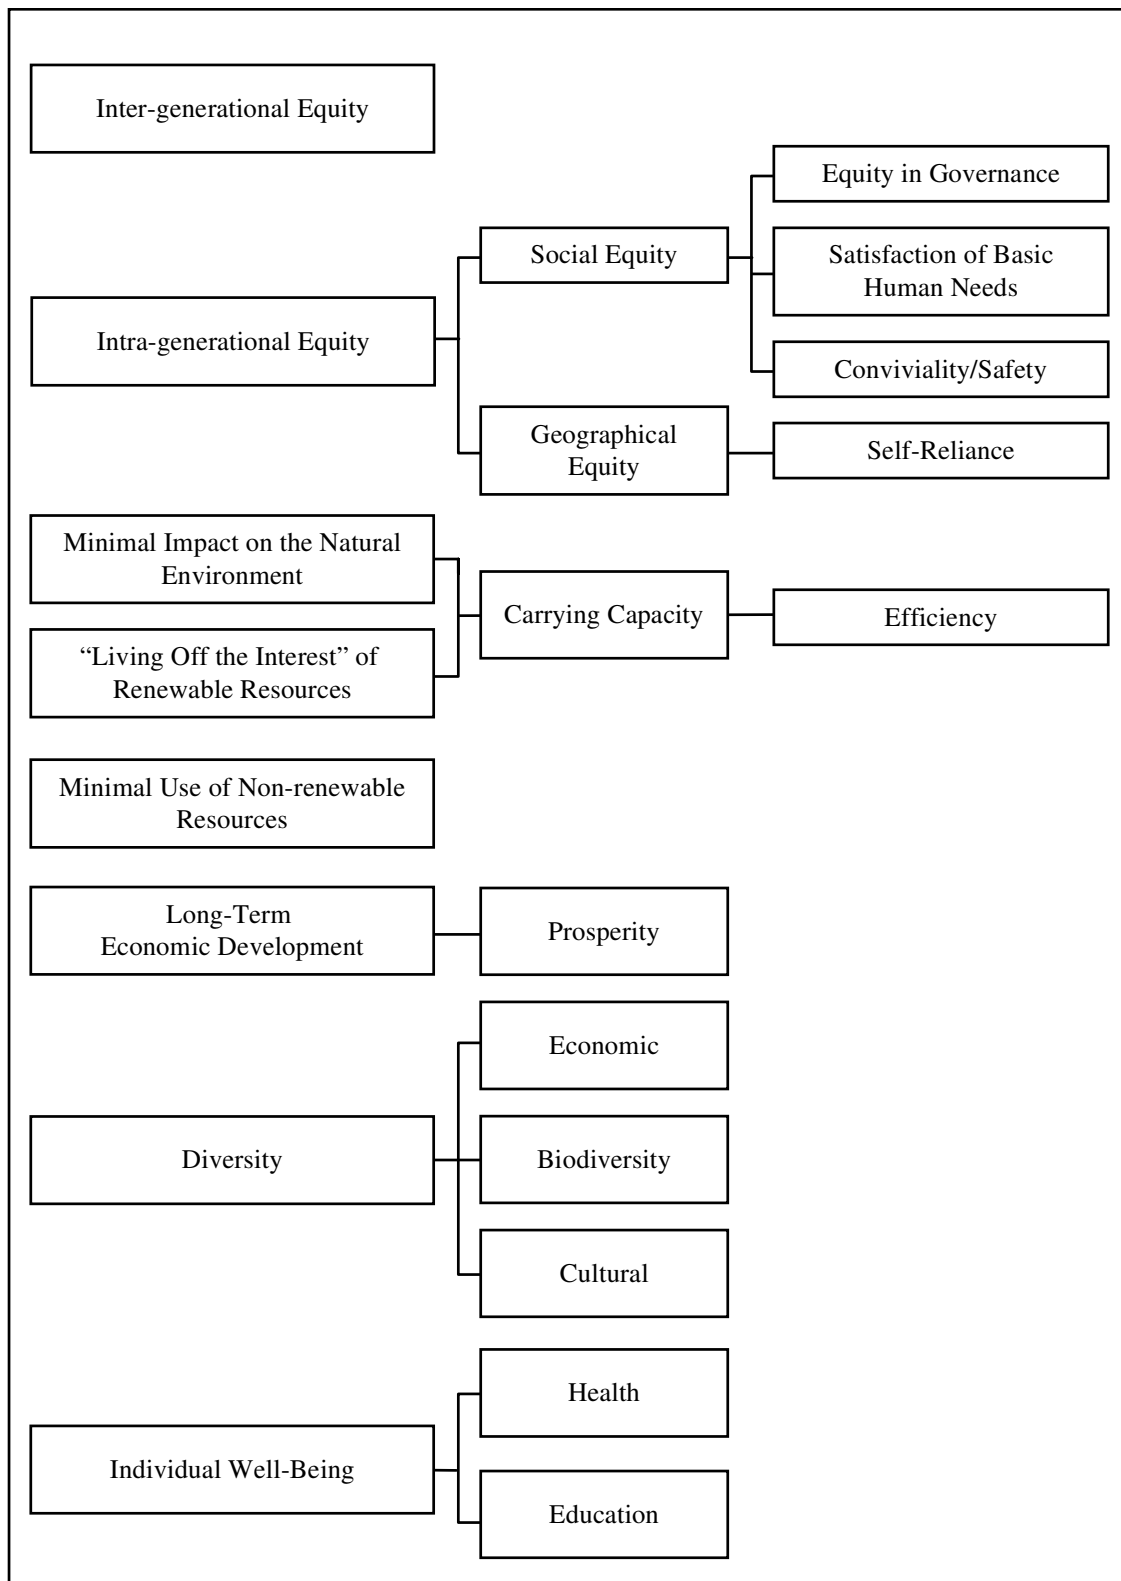 Inter-generational Equity
Equity in Governance
Social Equity
Satisfaction of Basic
Human Needs
Intra-generational Equity
Conviviality/Safety
Geographical
Equity
Self-Reliance
Minimal Impact on the Natural
Environment
Carrying Capacity
Efficiency
“Living Off the Interest” of
Renewable Resources
Minimal Use of Non-renewable
Resources
Long-Term
Economic Development
Prosperity
Economic
Diversity
Biodiversity
Cultural
Health
Individual Well-Being
Education